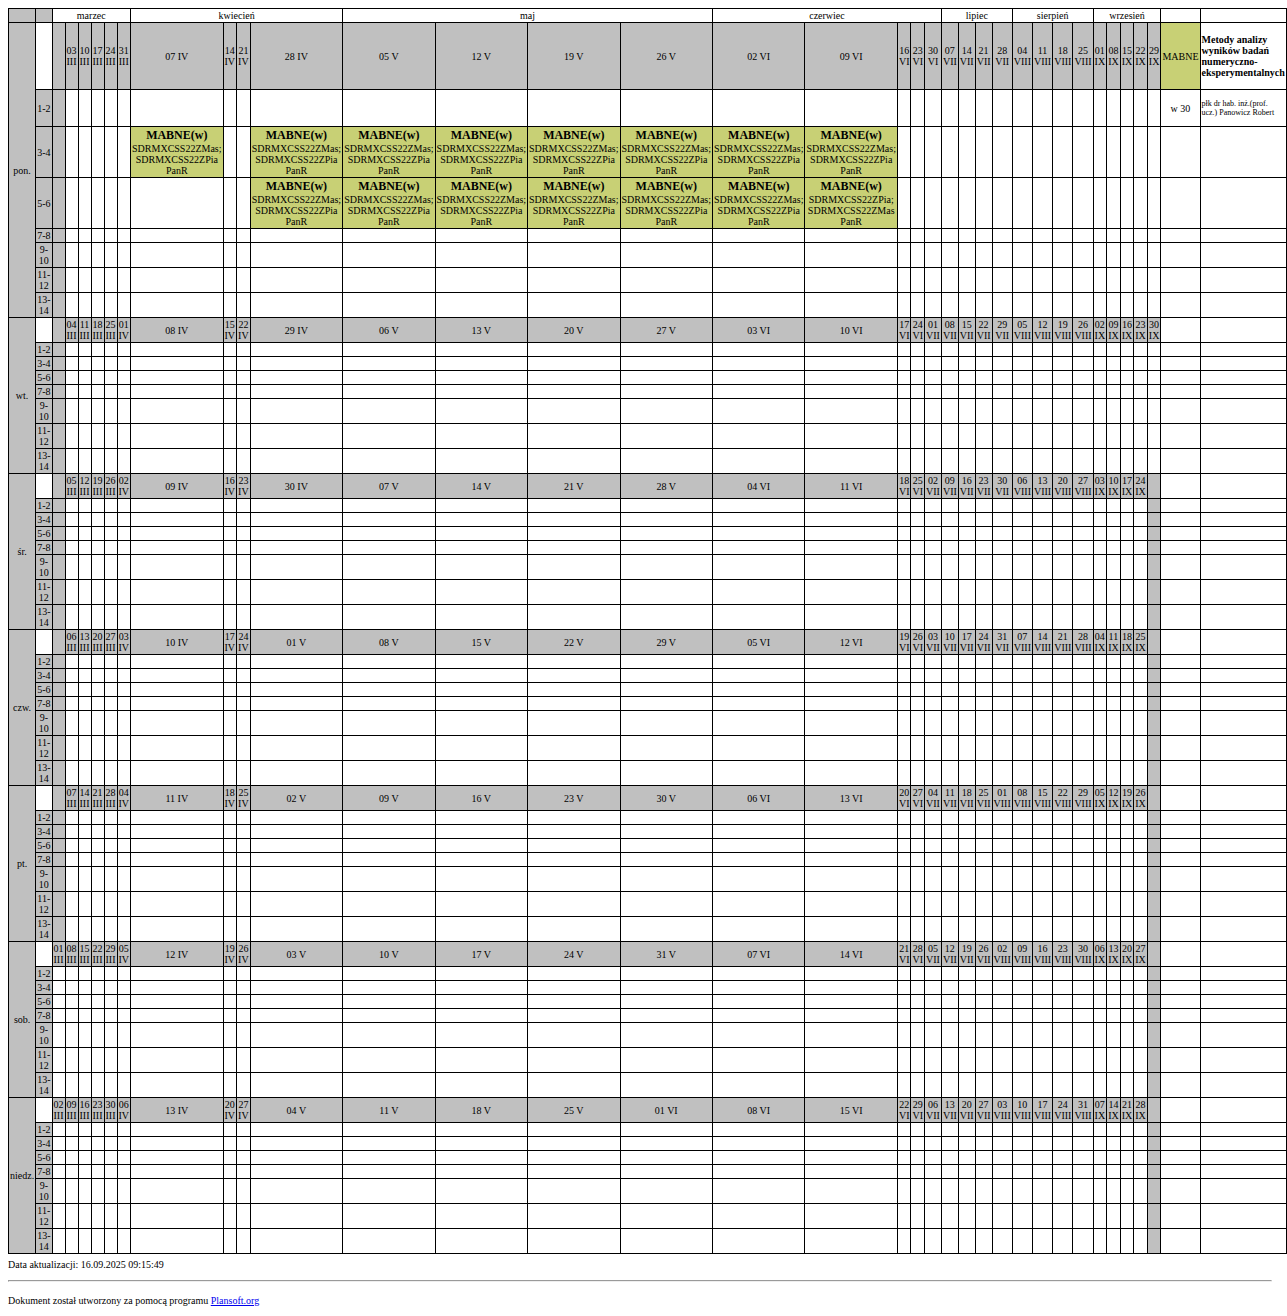 marzec kwiecień maj czerwiec lipiec sierpień wrzesień
pon. 03 III 10 III 17 III 24 III 31 III 07 IV 14 IV 21 IV 28 IV 05 V 12 V 19 V 26 V 02 VI 09 VI 16 VI 23 VI 30 VI 07 VII 14 VII 21 VII 28 VII 04 VIII 11 VIII 18 VIII 25 VIII 01 IX 08 IX 15 IX 22 IX 29 IX MABNE Metody analizy wyników badań numeryczno-eksperymentalnych
1-2 w 30 płk dr hab. inż.(prof. ucz.) Panowicz Robert
3-4 MABNE(w) MABNE(w) MABNE(w) MABNE(w) MABNE(w) MABNE(w) MABNE(w) MABNE(w)
SDRMXCSS22ZMas; SDRMXCSS22ZMas; SDRMXCSS22ZMas; SDRMXCSS22ZMas; SDRMXCSS22ZMas; SDRMXCSS22ZMas; SDRMXCSS22ZMas; SDRMXCSS22ZMas;
SDRMXCSS22ZPia SDRMXCSS22ZPia SDRMXCSS22ZPia SDRMXCSS22ZPia SDRMXCSS22ZPia SDRMXCSS22ZPia SDRMXCSS22ZPia SDRMXCSS22ZPia
PanR PanR PanR PanR PanR PanR PanR PanR
5-6 MABNE(w) MABNE(w) MABNE(w) MABNE(w) MABNE(w) MABNE(w) MABNE(w)
SDRMXCSS22ZMas; SDRMXCSS22ZMas; SDRMXCSS22ZMas; SDRMXCSS22ZMas; SDRMXCSS22ZMas; SDRMXCSS22ZMas; SDRMXCSS22ZPia;
SDRMXCSS22ZPia SDRMXCSS22ZPia SDRMXCSS22ZPia SDRMXCSS22ZPia SDRMXCSS22ZPia SDRMXCSS22ZPia SDRMXCSS22ZMas
PanR PanR PanR PanR PanR PanR PanR
7-8
9-10
11-12
13-14
wt. 04 III 11 III 18 III 25 III 01 IV 08 IV 15 IV 22 IV 29 IV 06 V 13 V 20 V 27 V 03 VI 10 VI 17 VI 24 VI 01 VII 08 VII 15 VII 22 VII 29 VII 05 VIII 12 VIII 19 VIII 26 VIII 02 IX 09 IX 16 IX 23 IX 30 IX
1-2
3-4
5-6
7-8
9-10
11-12
13-14
śr. 05 III 12 III 19 III 26 III 02 IV 09 IV 16 IV 23 IV 30 IV 07 V 14 V 21 V 28 V 04 VI 11 VI 18 VI 25 VI 02 VII 09 VII 16 VII 23 VII 30 VII 06 VIII 13 VIII 20 VIII 27 VIII 03 IX 10 IX 17 IX 24 IX
1-2
3-4
5-6
7-8
9-10
11-12
13-14
czw. 06 III 13 III 20 III 27 III 03 IV 10 IV 17 IV 24 IV 01 V 08 V 15 V 22 V 29 V 05 VI 12 VI 19 VI 26 VI 03 VII 10 VII 17 VII 24 VII 31 VII 07 VIII 14 VIII 21 VIII 28 VIII 04 IX 11 IX 18 IX 25 IX
1-2
3-4
5-6
7-8
9-10
11-12
13-14
pt. 07 III 14 III 21 III 28 III 04 IV 11 IV 18 IV 25 IV 02 V 09 V 16 V 23 V 30 V 06 VI 13 VI 20 VI 27 VI 04 VII 11 VII 18 VII 25 VII 01 VIII 08 VIII 15 VIII 22 VIII 29 VIII 05 IX 12 IX 19 IX 26 IX
1-2
3-4
5-6
7-8
9-10
11-12
13-14
sob. 01 III 08 III 15 III 22 III 29 III 05 IV 12 IV 19 IV 26 IV 03 V 10 V 17 V 24 V 31 V 07 VI 14 VI 21 VI 28 VI 05 VII 12 VII 19 VII 26 VII 02 VIII 09 VIII 16 VIII 23 VIII 30 VIII 06 IX 13 IX 20 IX 27 IX
1-2
3-4
5-6
7-8
9-10
11-12
13-14
niedz. 02 III 09 III 16 III 23 III 30 III 06 IV 13 IV 20 IV 27 IV 04 V 11 V 18 V 25 V 01 VI 08 VI 15 VI 22 VI 29 VI 06 VII 13 VII 20 VII 27 VII 03 VIII 10 VIII 17 VIII 24 VIII 31 VIII 07 IX 14 IX 21 IX 28 IX
1-2
3-4
5-6
7-8
9-10
11-12
13-14
Data aktualizacji: 16.09.2025 09:15:49
Dokument został utworzony za pomocą programu Plansoft.org